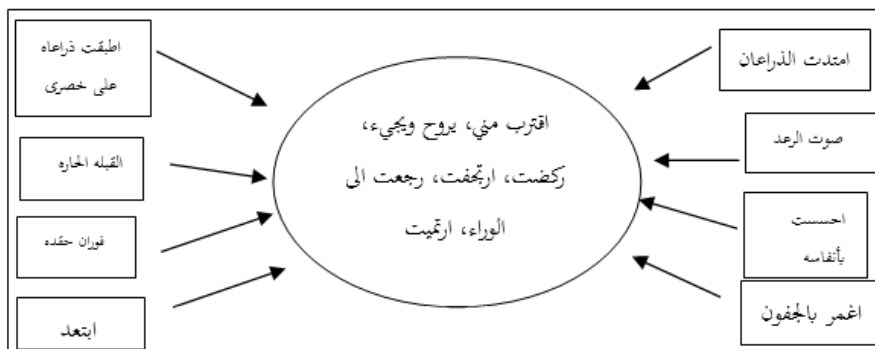 امتدت الذراعان
صوت الرعد
احسست
بأنفاسه
اغمر بالجفون
اقترب مني، يروح ويجيء،
ركضت، ارتجفت، رجعت الى
الوراء، ارتميت
اطبقت ذراعاه
على خصرى
القبله الحاره
فوران حقده
ابتعد